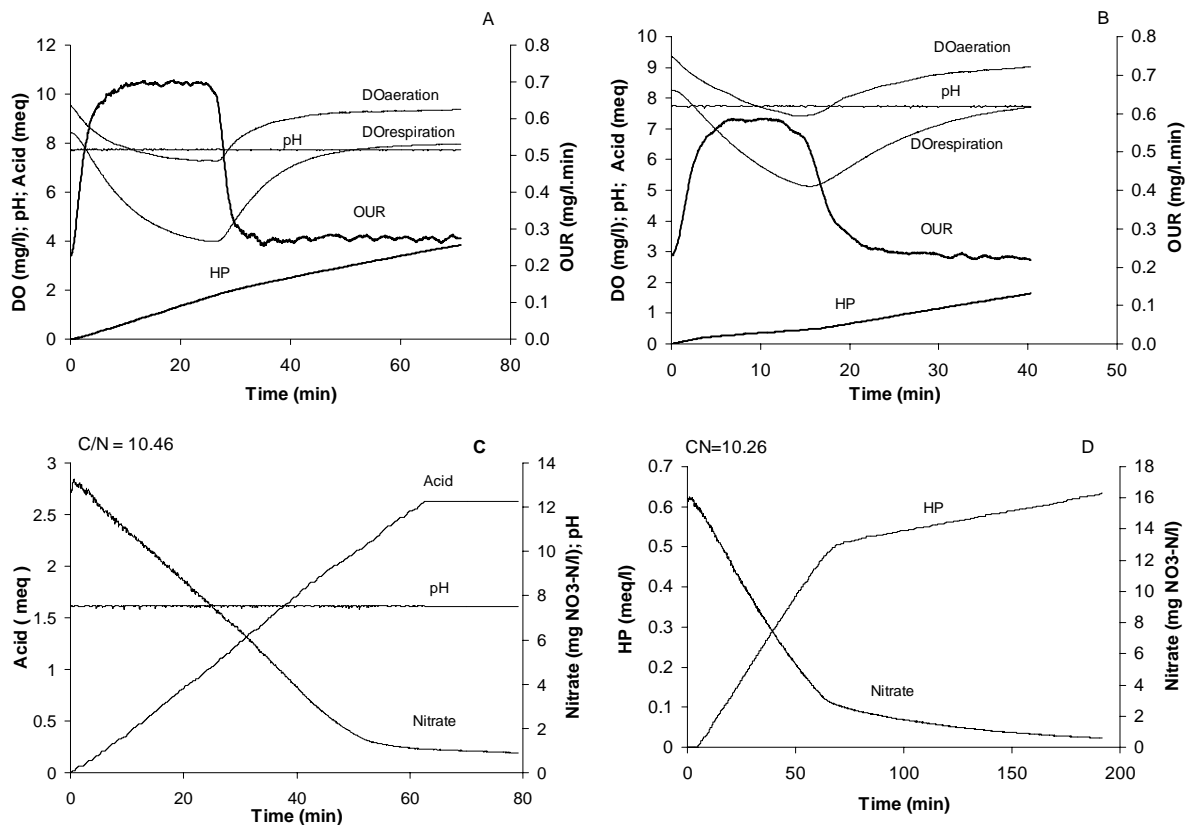 A
DO (mg/l); pH; Acid (meq)
12
10
8
6
4
2
0
DOaeration
pH
DOrespiration
OUR
HP
0.8
0.7
0.6
0.5
0.4
0.3
0.2
0.1
0.0
OUR (mg/l.min)
0
20
40
60
80
Time (min)
B
DO (mg/l); pH; Acid (meq)
10
9
8
7
6
5
4
3
2
1
0
DOaeration
pH
DOrespiration
OUR
HP
0.8
0.7
0.6
0.5
0.4
0.3
0.2
0.1
0.0
OUR (mg/l.min)
0
10
20
30
40
50
Time (min)
C/N = 10.46
C
Acid ( meq )
3
2.5
2
1.5
1
0.5
0
Acid
pH
Nitrate
14
12
10
8
6
4
2
0
Nitrate (mg NO3-N/l); pH
0
20
40
60
80
Time (min)
CN=10.26
D
HP (meq/l)
0.7
0.6
0.5
0.4
0.3
0.2
0.1
0
HP
Nitrate
18
16
14
12
10
8
6
4
2
0
Nitrate (mg NO3-N/l)
0
50
100
150
200
Time (min)